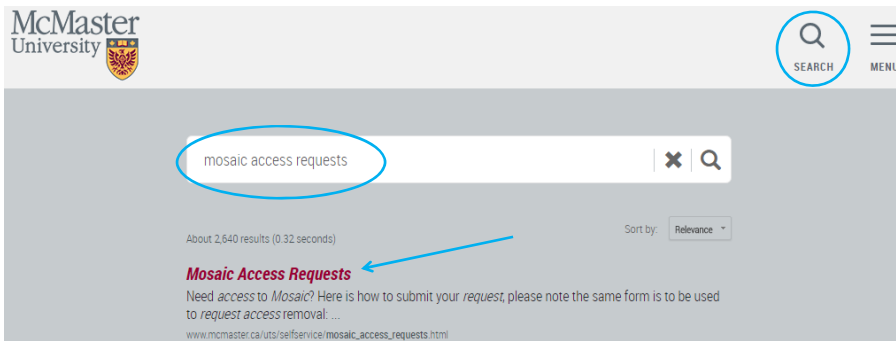 McMaster
University
SEARCH
MENU
mosaic access requests
About 2,640 results (0.32 seconds)
Sort by: Relevance
Mosaic Access Requests
Need access to Mosaic? Here is how to submit your request, please note the same form is to be used
to request access removal: ...
www.mcmaster.ca/uts/selfservice/mosaic_access_requests.html